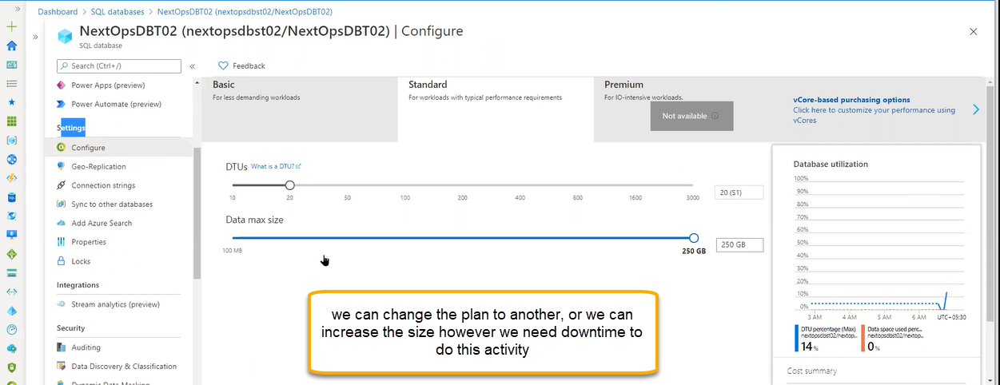 Dashboard > SQL databases > NextOpsDBT02 (nextopsdbst02/NextOpsDBT02)
NextOpsDBT02 (nextopsdbst02/NextOpsDBT02) | Configure
SQL database
Search (Ctrl+/)
Feedback
Power Apps (preview)
Power Automate (preview)
Settings
Configure
Geo-Replication
Connection strings
Sync to other databases
Add Azure Search
Properties
Locks
Integrations
Stream analytics (preview)
Security
Auditing
Data Discovery & Classification
Dynamic Data Masking
Basic
For less demanding workloads
Standard
For workloads with typical performance requirements
Premium
For IO-intensive workloads.
Not available
vCore-based purchasing options
Click here to customize your performance using
vCores
DTUs What is a DTU?
10 20 50 100 200 400 800 1600 3000
20 (S1)
Data max size
100 MB
250 GB
250 GB
we can change the plan to another, or we can
increase the size however we need downtime to
do this activity
Database utilization
100%
90%
80%
70%
60%
50%
40%
30%
20%
10%
0%
3 AM 4 AM 5 AM 6 AM UTC+05:30
DTU percentage (Max)
nextopsdbst02/nextop...
14 %
Data space used perc...
nextopsdbst02/nextop...
0 %
Cost summary